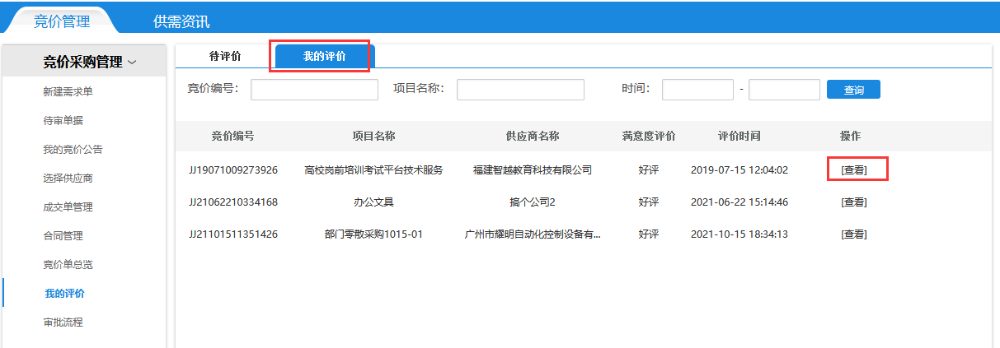 竞价管理 供需资讯
竞价采购管理
新建需求单
待审单据
我的竞价公告
选择供应商
成交单管理
合同管理
竞价单总览
我的评价
审批流程
待评价 我的评价
竞价编号： 项目名称： 时间： - 查询
竞价编号 项目名称 供应商名称 满意度评价 评价时间 操作
JJ19071009273926 高校岗前培训考试平台技术服务 福建智越教育科技有限公司 好评 2019-07-15 12:04:02 [查看]
JJ21062210334168 办公文具 搞个公司2 好评 2021-06-22 15:14:46 [查看]
JJ21101511351426 部门零散采购1015-01 广州市耀明自动化控制设备有... 好评 2021-10-15 18:34:13 [查看]